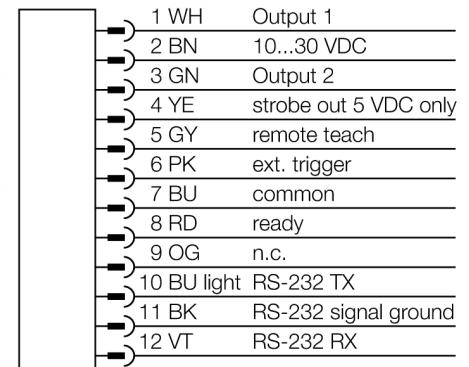 1 WH Output 1
2 BN 10...30 VDC
3 GN Output 2
4 YE strobe out 5 VDC only
5 GY remote teach
6 PK ext. trigger
7 BU common
8 RD ready
9 OG n.c.
10 BU light RS-232 TX
11 BK RS-232 signal ground
12 VT RS-232 RX